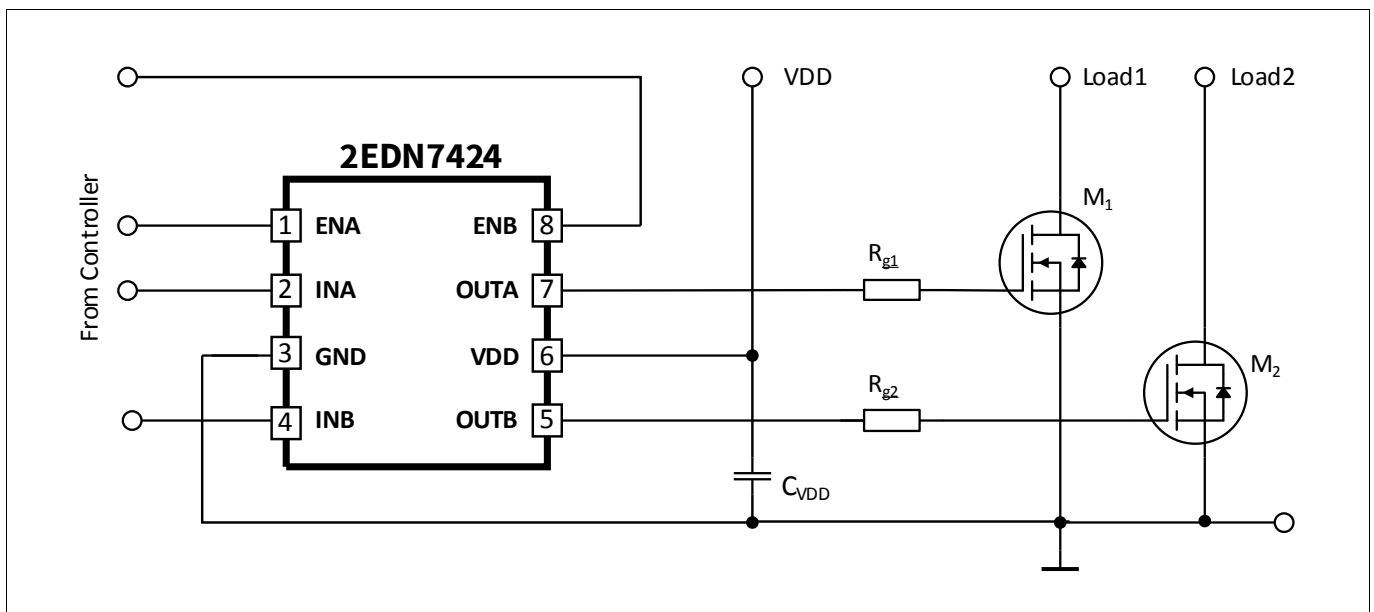 VDD
Load1
Load2
2EDN7424
From Controller
M1
1 ENA ENB 8
Rg1
2 INA OUTA 7
3 GND VDD 6
M2
Rg2
4 INB OUTB 5
CVDD